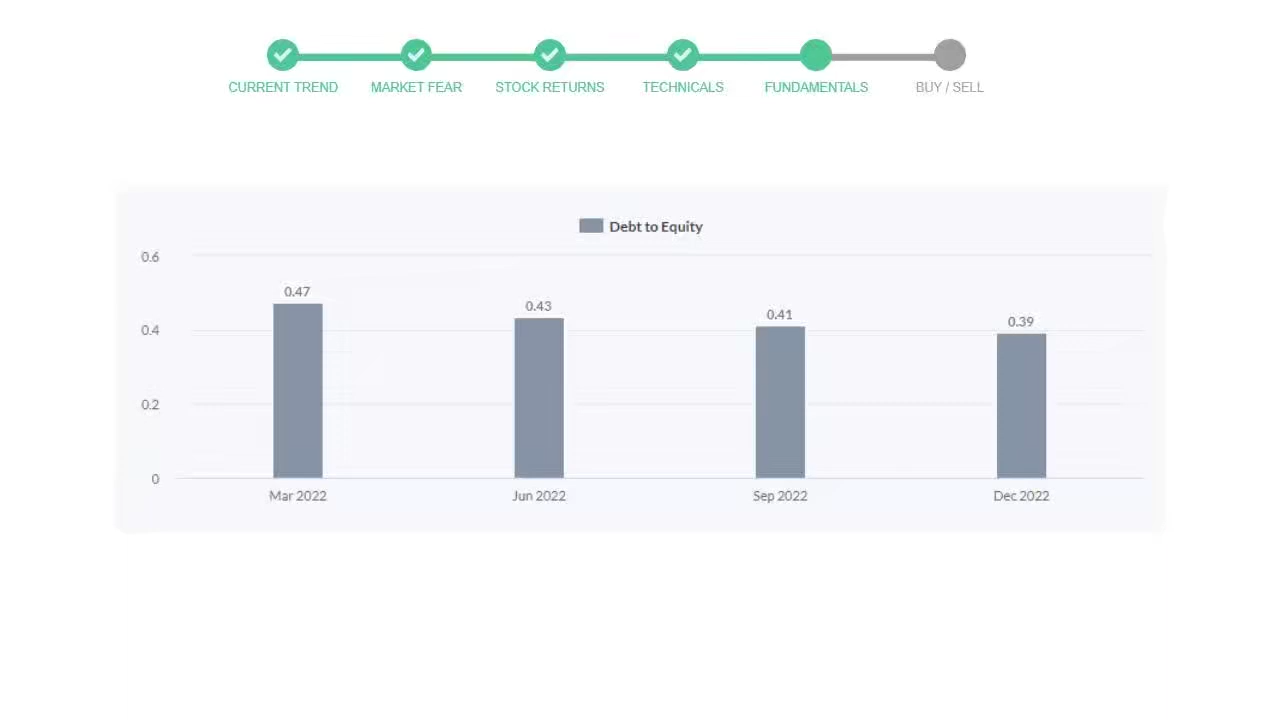 CURRENT TREND MARKET FEAR STOCK RETURNS TECHNICALS FUNDAMENTALS BUY / SELL
Debt to Equity
0.6
0.47
0.43
0.41
0.39
0.4
0.2
0
Mar 2022 Jun 2022 Sep 2022 Dec 2022